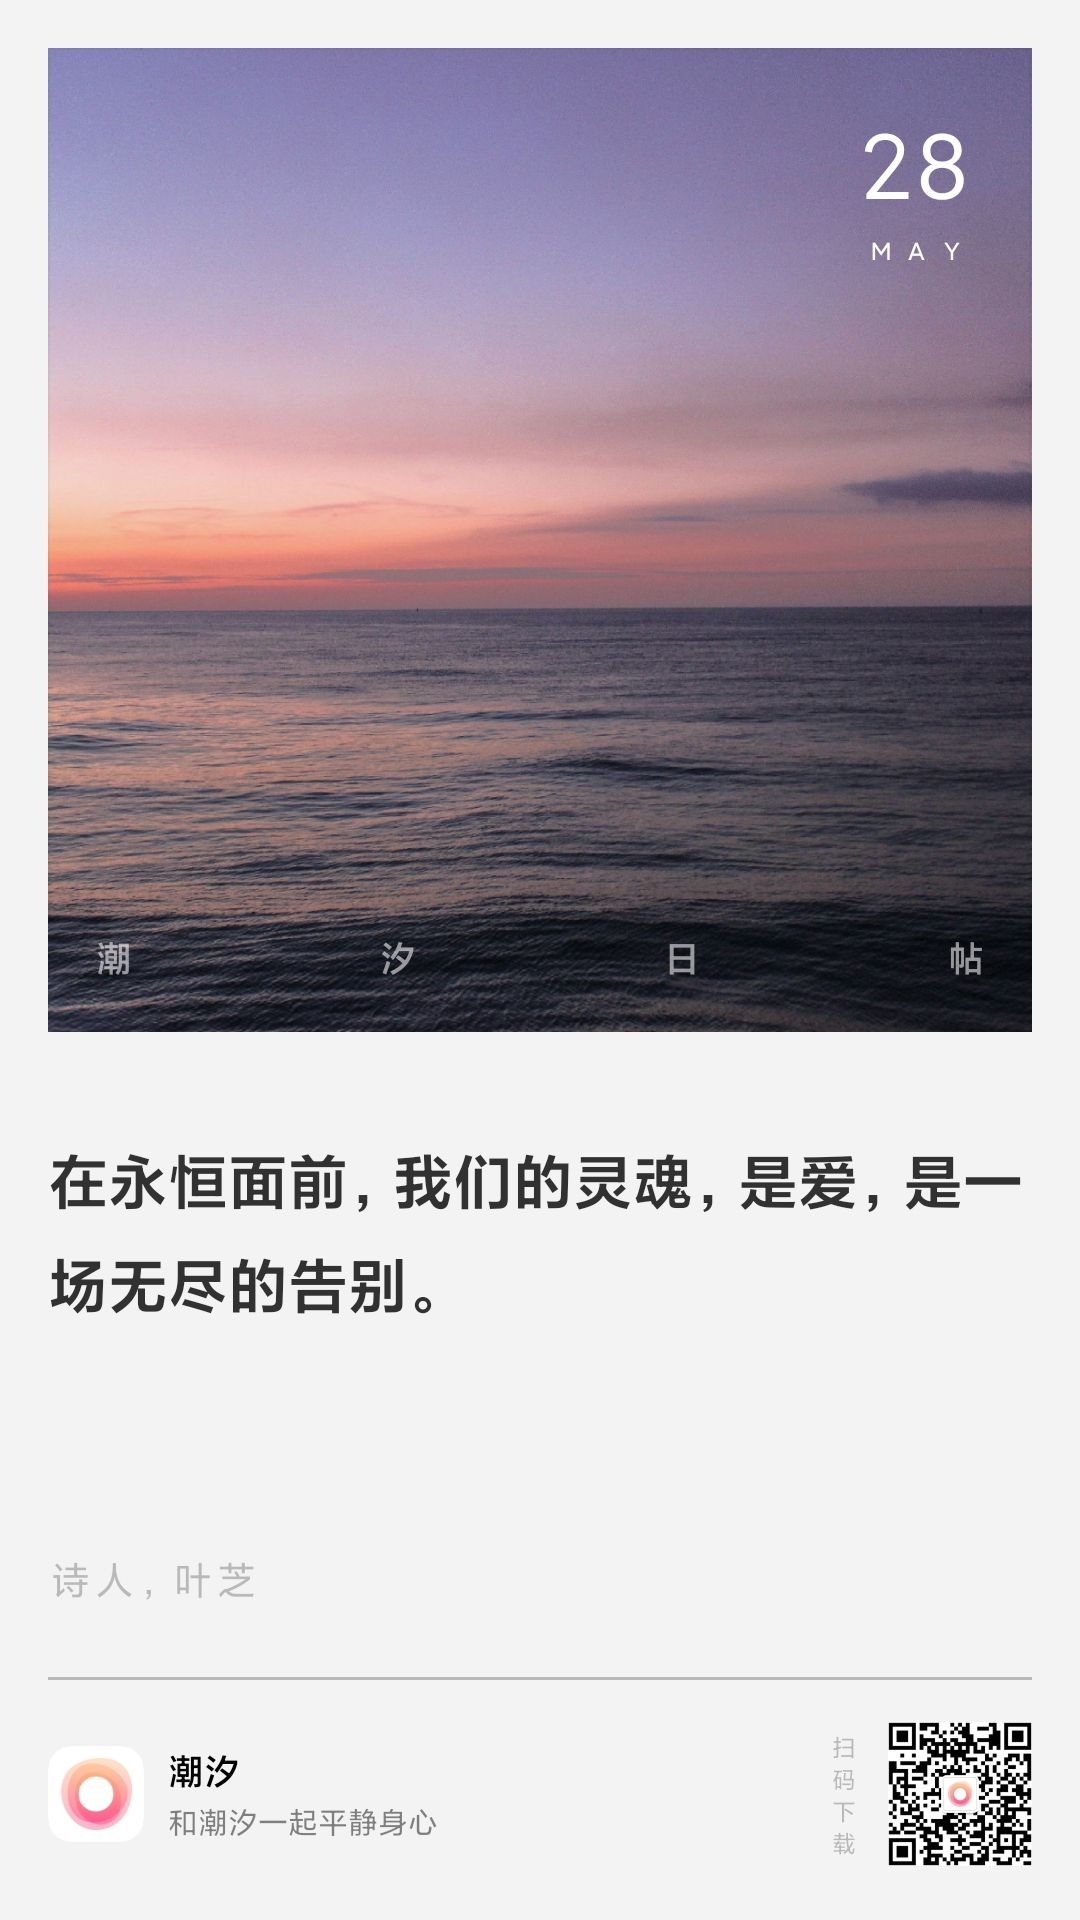 28
MAY
潮汐日帖
在永恒面前，我们的灵魂，是爱，是一
场无尽的告别。
诗人，叶芝
潮汐
和潮汐一起平静身心
扫码下载